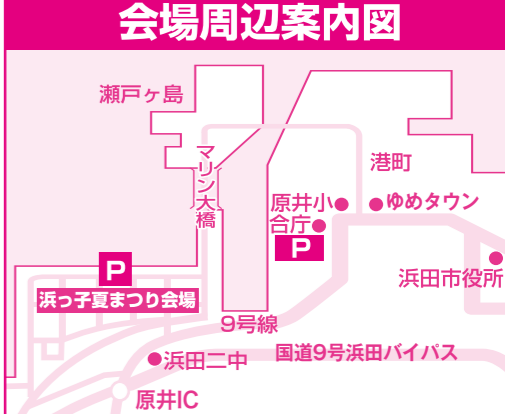 会場周辺案内図
瀬戸ヶ島
マリン大橋
港町
原井小
ゆめタウン
合庁
P
P
浜っ子夏まつり会場
浜田市役所
9号線
浜田二中
国道9号浜田バイパス
原井IC